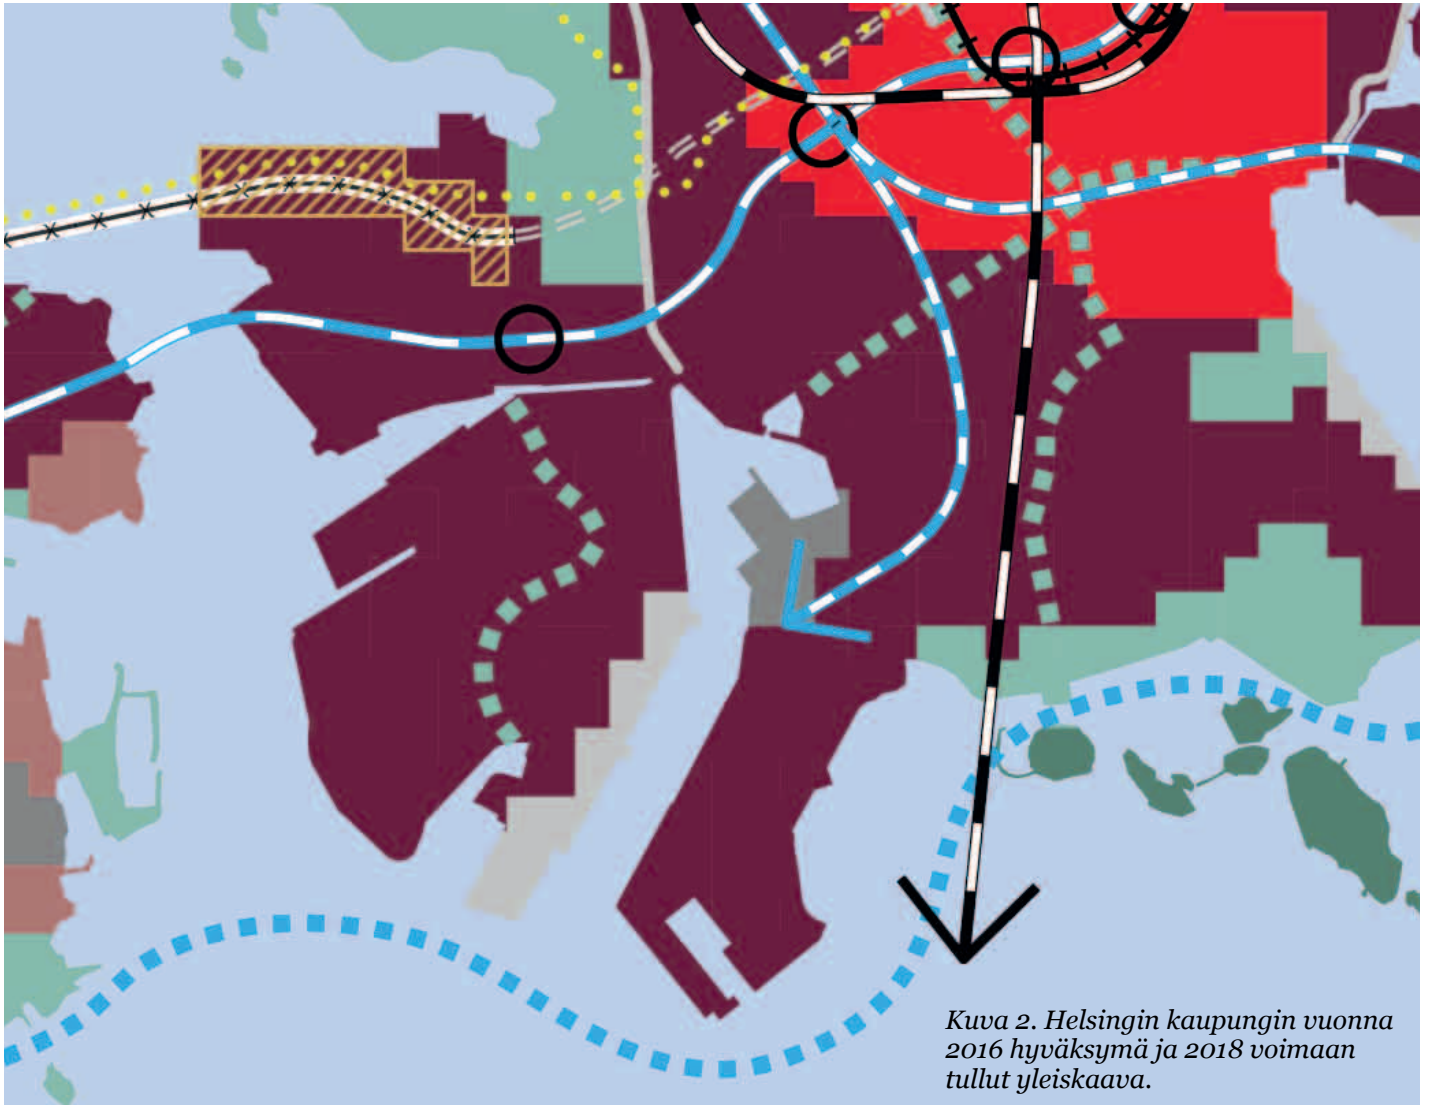 Kuva 2. Helsingin kaupungin vuonna
2016 hyväksymä ja 2018 voimaan
tullut yleiskaava.